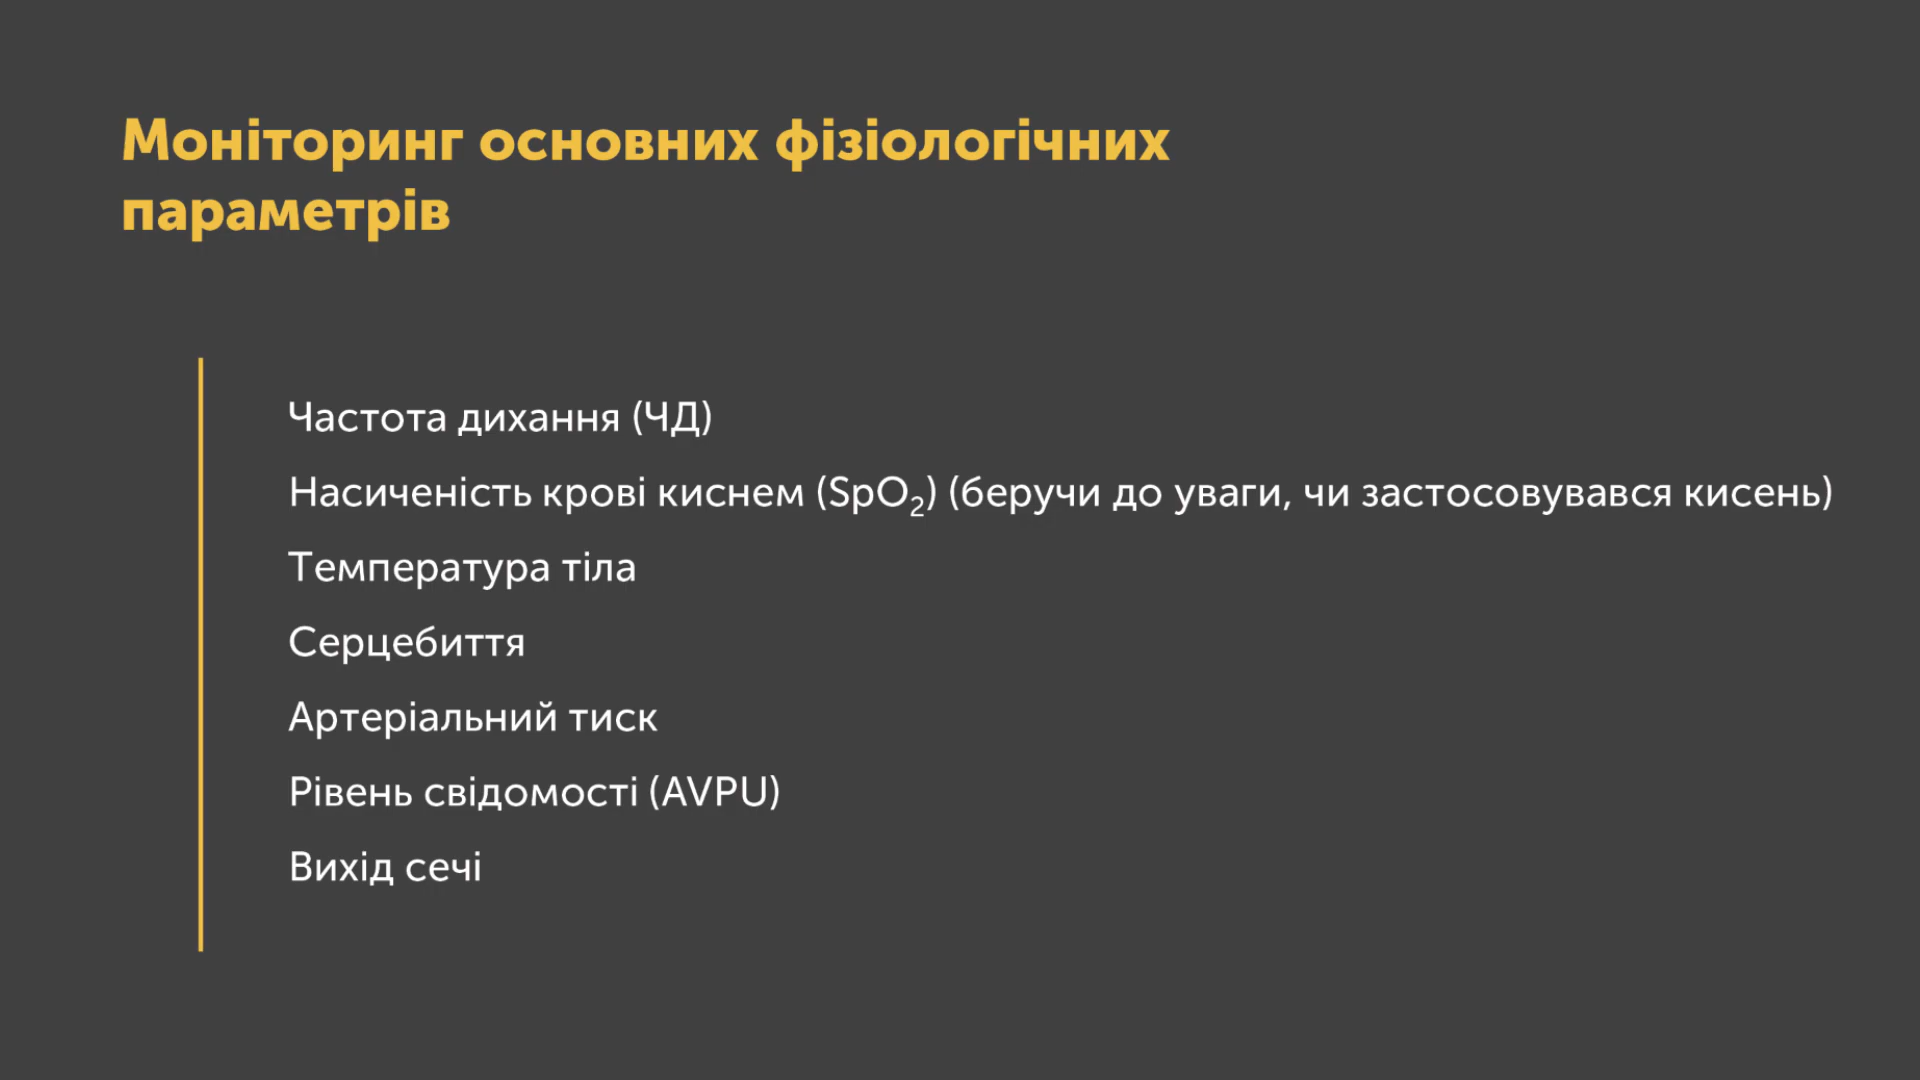 Моніторинг основних фізіологічних
параметрів
Частота дихання (ЧД)
Насиченість крові киснем (SpO₂) (беручи до уваги, чи застосовувався кисень)
Температура тіла
Серцебиття
Артеріальний тиск
Рівень свідомості (AVPU)
Вихід сечі